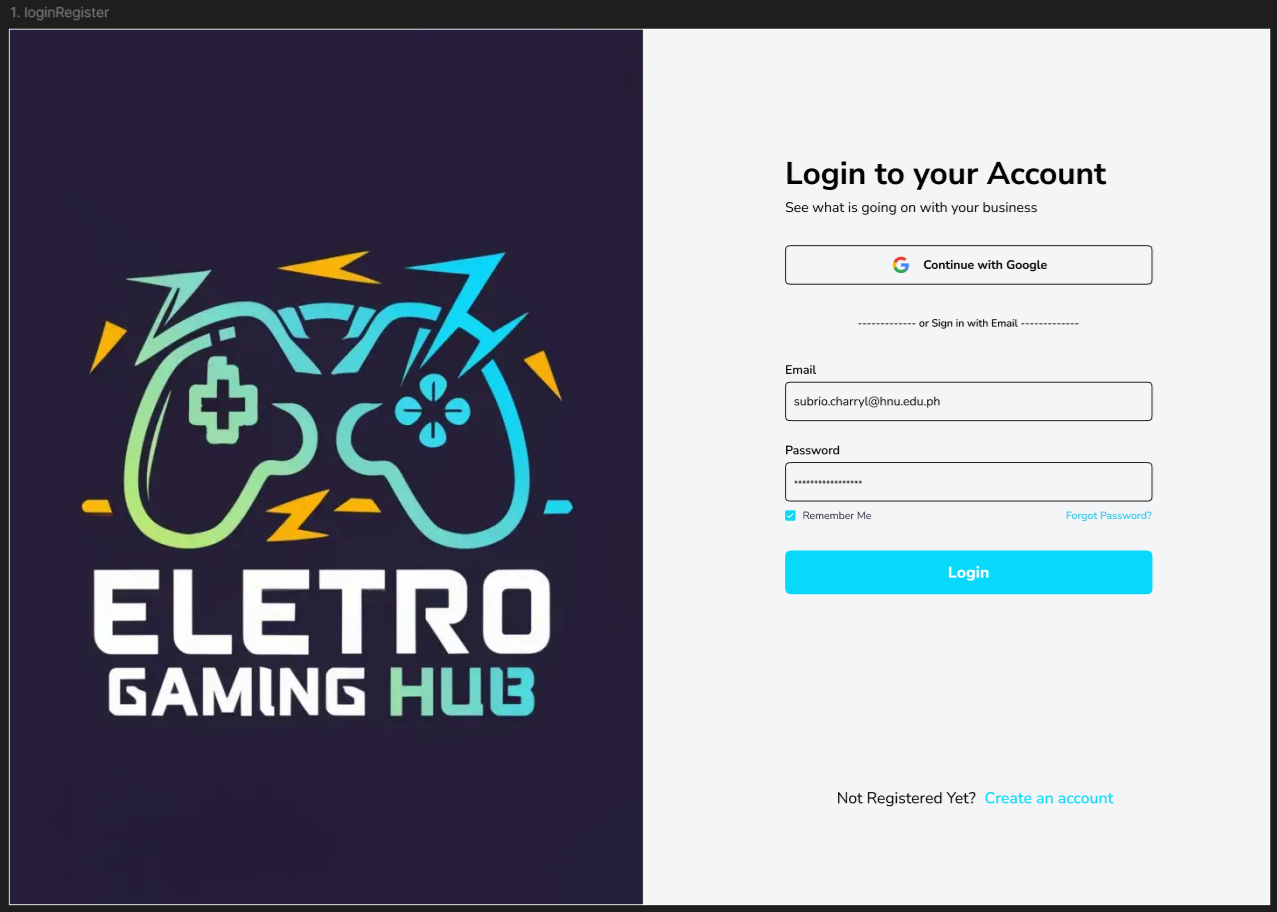 1. loginRegister
ELETRO
GAMING HUB
Login to your Account
See what is going on with your business
Continue with Google
------------- or Sign in with Email -------------
Email
subrio.charryl@hnu.edu.ph
Password
*****************
Remember Me
Forgot Password?
Login
Not Registered Yet? Create an account